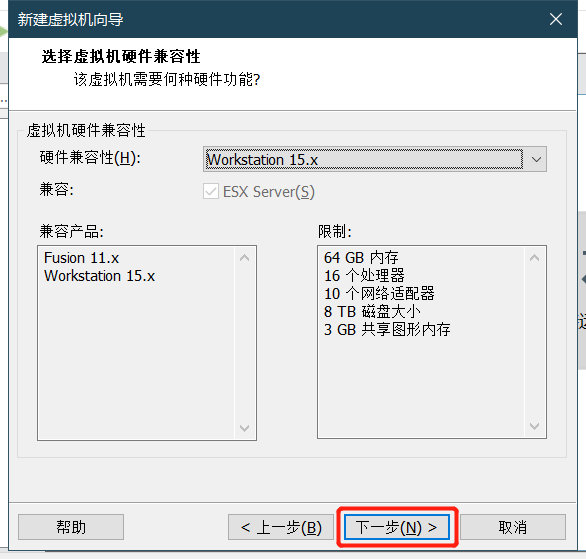 新建虚拟机向导
选择虚拟机硬件兼容性
该虚拟机需要何种硬件功能?
虚拟机硬件兼容性
硬件兼容性(H):
Workstation 15.x
兼容:
ESX Server(S)
兼容产品:
限制:
Fusion 11.x
Workstation 15.x
64 GB 内存
16 个处理器
10 个网络适配器
8 TB 磁盘大小
3 GB 共享图形内存
帮助
< 上一步(B)
下一步(N) >
取消